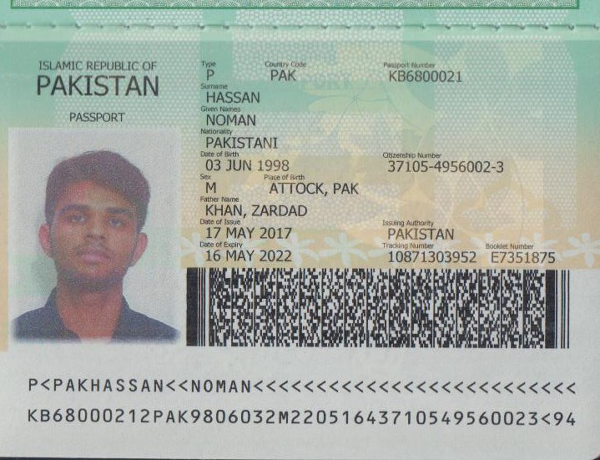 ISLAMIC REPUBLIC OF
PAKISTAN
PASSPORT
Type Country Code Passport Number
P PAK KB6800021
Surname
HASSAN
Given Names
NOMAN
Nationality
PAKISTANI
Date of Birth Citizenship Number
03 JUN 1998 37105-4956002-3
Sex Place of Birth
M ATTOCK, PAK
Father Name
KHAN, ZARDAD
Date of Issue Issuing Authority
17 MAY 2017 PAKISTAN
Date of Expiry Tracking Number Booklet Number
16 MAY 2022 10871303952 E7351875
P<PAKHASSAN<<NOMAN<<<<<<<<<<<<<<<<<<<<<<<<<<
KB68000212PAK9806032M22051643710549560023<94